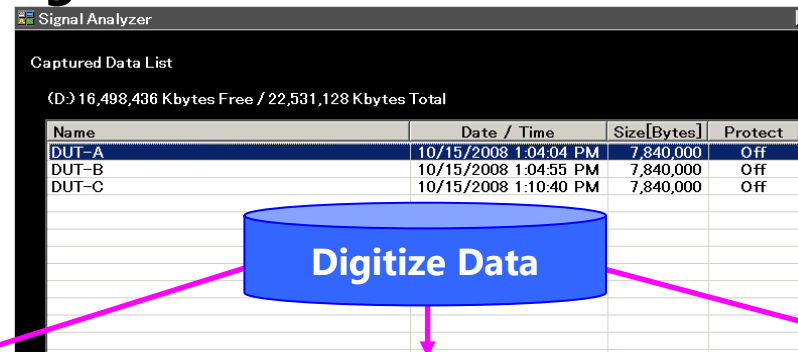 Signal Analyzer
Captured Data List
(D:) 16,498,436 Kbytes Free / 22,531,128 Kbytes Total
Name Date / Time Size[Bytes] Protect
DUT-A 10/15/2008 1:04:04 PM 7,840,000 Off
DUT-B 10/15/2008 1:04:55 PM 7,840,000 Off
DUT-C 10/15/2008 1:10:40 PM 7,840,000 Off
Digitize Data